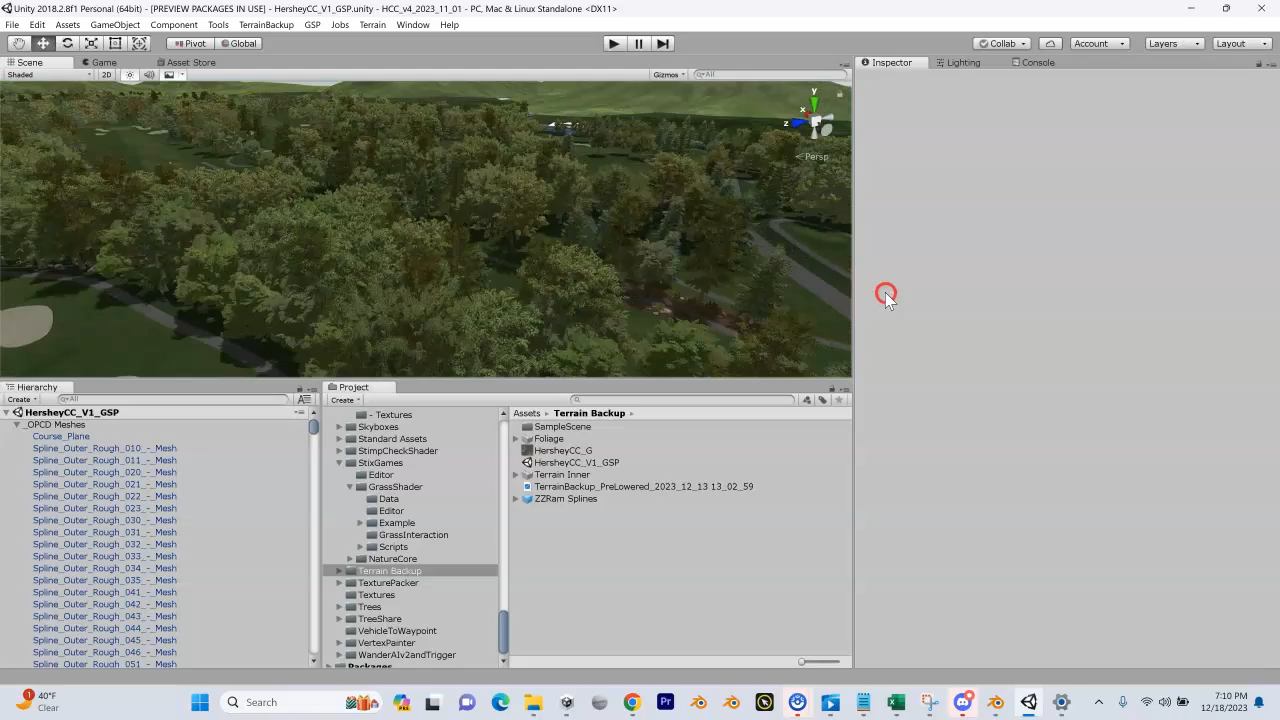 Unity 2018.2.8f1 Personal (64bit) - [PREVIEW PACKAGES IN USE] - HersheyCC_V1_GSP.unity - HCC_v4_2023_11_01 - PC, Mac & Linux Standalone <DX11>
File Edit Assets GameObject Component Tools TerrainBackup GSP Jobs Terrain Window Help
Pivot Global Collab Account Layers Layout
Scene Game Asset Store Inspector Lighting Console
Shaded 2D Gizmos All
y
x
z
Persp
Hierarchy Project
Create All Create
HersheyCC_V1_GSP
_OPCD Meshes
Course_Plane
Spline_Outer_Rough_010_-_Mesh
Spline_Outer_Rough_011_-_Mesh
Spline_Outer_Rough_020_-_Mesh
Spline_Outer_Rough_021_-_Mesh
Spline_Outer_Rough_022_-_Mesh
Spline_Outer_Rough_023_-_Mesh
Spline_Outer_Rough_030_-_Mesh
Spline_Outer_Rough_031_-_Mesh
Spline_Outer_Rough_032_-_Mesh
Spline_Outer_Rough_033_-_Mesh
Spline_Outer_Rough_034_-_Mesh
Spline_Outer_Rough_035_-_Mesh
Spline_Outer_Rough_041_-_Mesh
Spline_Outer_Rough_042_-_Mesh
Spline_Outer_Rough_043_-_Mesh
Spline_Outer_Rough_044_-_Mesh
Spline_Outer_Rough_045_-_Mesh
Spline_Outer_Rough_046_-_Mesh
Spline_Outer_Rough_051_-_Mesh
- Textures
Skyboxes
Standard Assets
StimpCheckShader
StixGames
Editor
GrassShader
Data
Editor
Example
GrassInteraction
Scripts
NatureCore
Terrain Backup
TexturePacker
Textures
Trees
TreeShare
VehicleToWaypoint
VertexPainter
WanderAIv2andTrigger
Packages
Assets Terrain Backup
SampleScene
Foliage
HersheyCC_G
HersheyCC_V1_GSP
Terrain Inner
TerrainBackup_PreLowered_2023_12_13 13_02_59
ZZRam Splines
1
40°F
Clear
Search
Pr
7:10 PM
12/18/2023